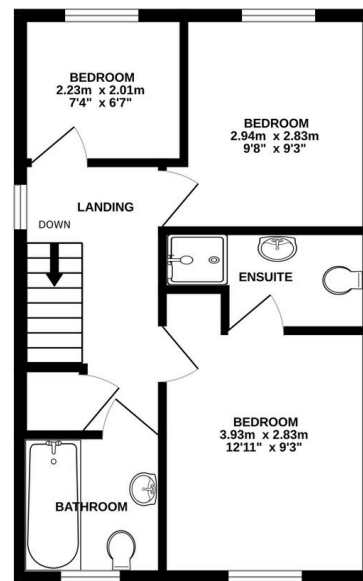 BEDROOM
2.23m x 2.01m
7'4" x 6'7"
BEDROOM
2.94m x 2.83m
9'8" x 9'3"
LANDING
DOWN
ENSUITE
BEDROOM
3.93m x 2.83m
12'11" x 9'3"
BATHROOM